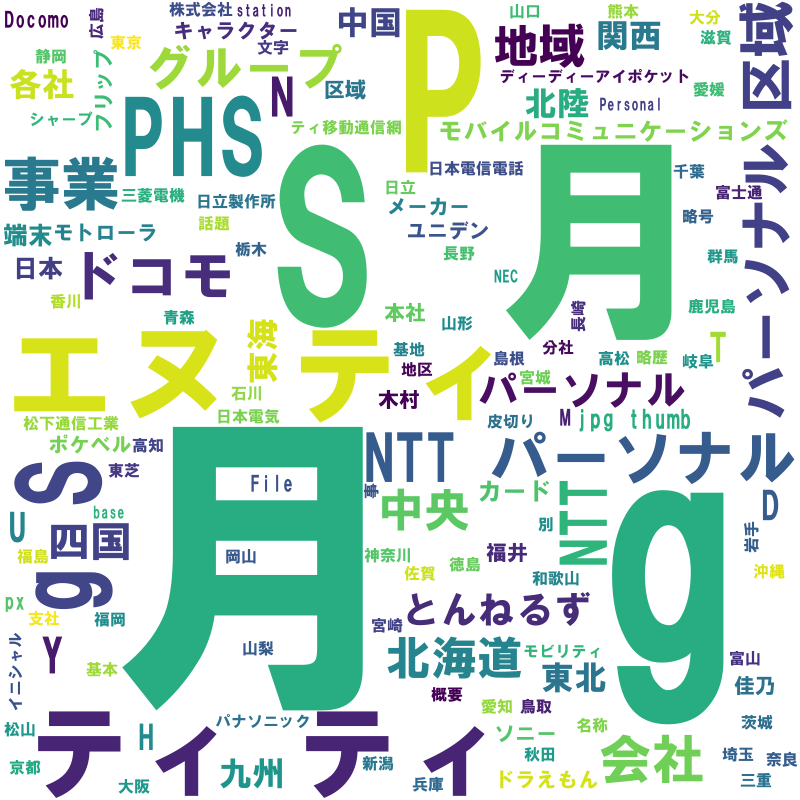 Docomo
広島
株式会社
station
キャラクター
文字
中国
P
山口
熊本
大分
滋賀
区域
静岡
東京
各社
フリップ
グループ
N
区域
地域
関西
ディーディーアイポケット
北陸
Personal
愛媛
シャープ
PHS
ティ移動通信網
モバイルコミュニケーションズ
事業
三菱電機
日立製作所
話題
S
日立
日本電信電話
メーカー
ユニデン
月
千葉
富士通
略号
パーソナル
端末
モトローラ
栃木
長野
群馬
日本
ドコモ
NEC
香川
青森
本社
山形
長崎
鹿児島
エヌ
東海
ティ
基地
地区
島根
分社
高松
略歴
岐阜
T
宮城
石川
木村
パーソナル
松下通信工業
日本電気
皮切り
M
jpg
thumb
ポケベル
高知
NTT
パーソナル
S
東芝
月
File
事
中央
カード
NTT
g
D
U
base
四国
別
岩手
福島
g
岡山
神奈川
佐賀
徳島
福井
和歌山
沖縄
px
支社
福岡
とんねるず
宮崎
イニシャル
Y
基本
山梨
北海道
モビリティ
東北
富山
佳乃
概要
愛知
鳥取
松山
ティ
H
パナソニック
ティ
ソニー
名称
茨城
京都
大阪
九州
新潟
兵庫
秋田
ドラえもん
会社
埼玉
奈良
三重